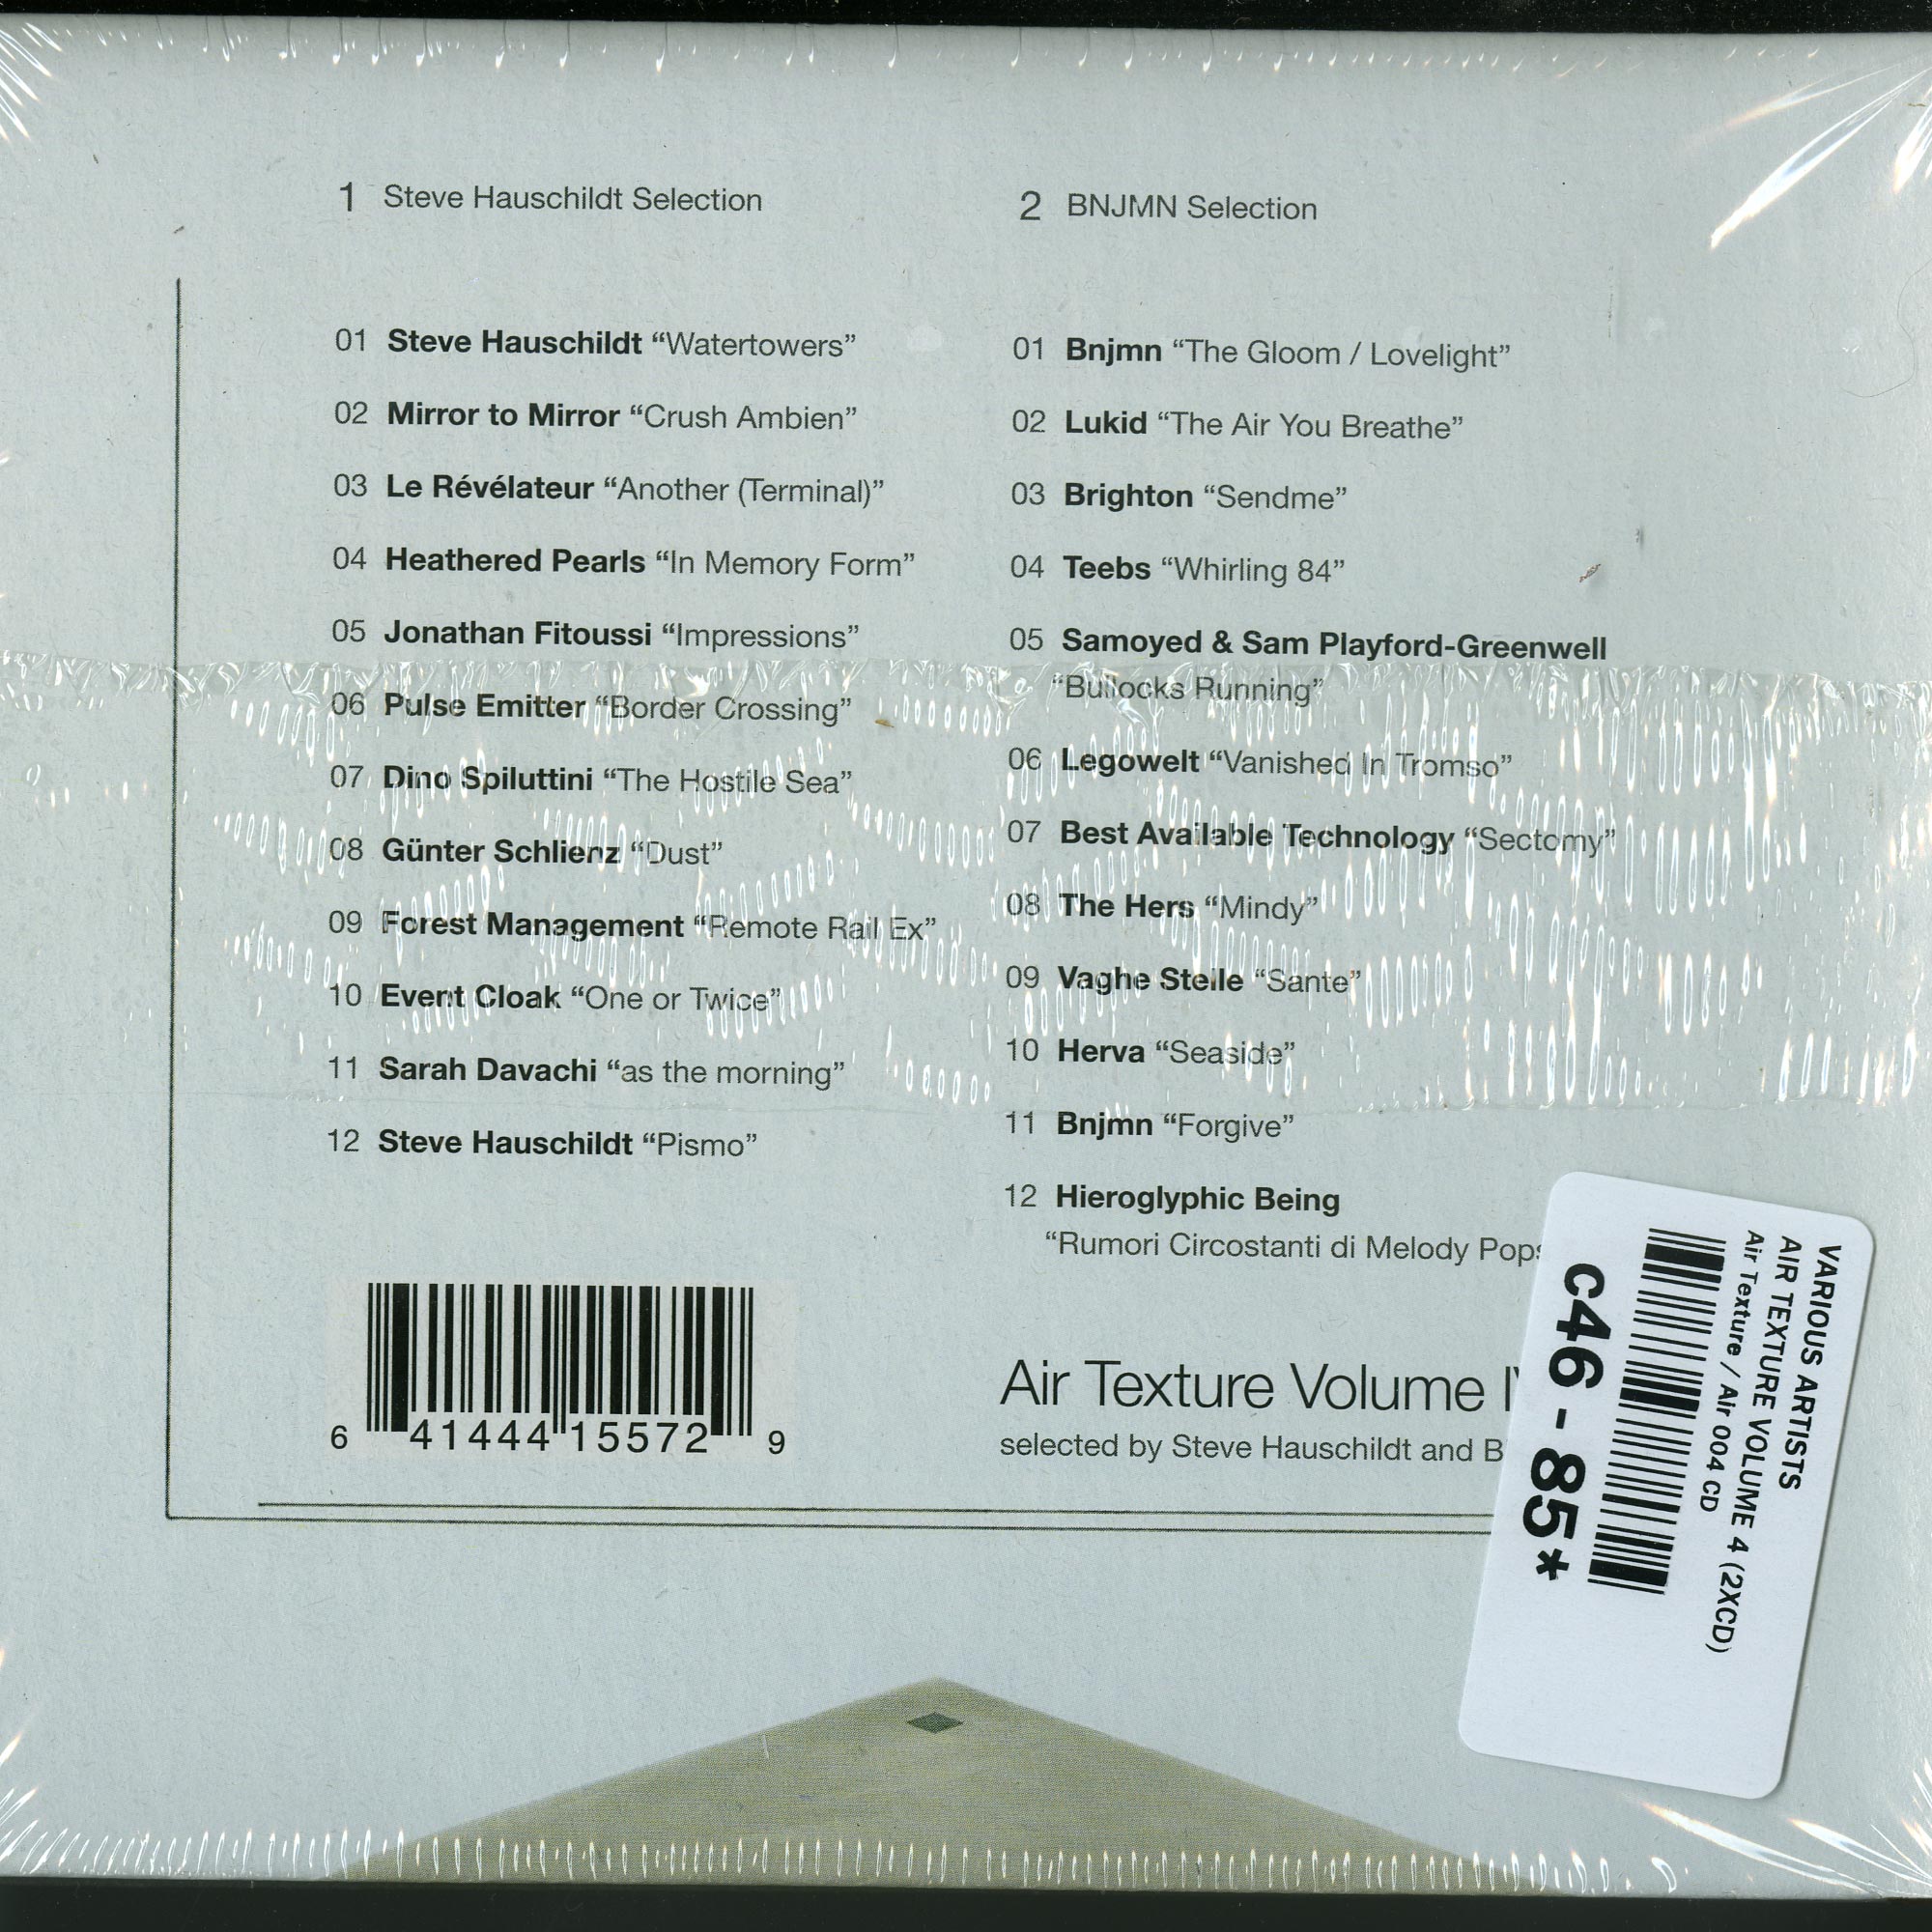 1 Steve Hauschildt Selection
01 Steve Hauschildt “Watertowers”
02 Mirror to Mirror “Crush Ambien”
03 Le Révélateur “Another (Terminal)”
04 Heathered Pearls “In Memory Form”
05 Jonathan Fitoussi “Impressions”
06 Pulse Emitter “Border Crossing”
07 Dino Spiluttini “The Hostile Sea”
08 Günter Schlienz “Dust”
09 Forest Management “Remote Rail Ex”
10 Event Cloak “One or Twice”
11 Sarah Davachi “as the morning”
12 Steve Hauschildt “Pismo”
2 BNJMN Selection
01 Bnjmn “The Gloom / Lovelight”
02 Lukid “The Air You Breathe”
03 Brighton “Sendme”
04 Teebs “Whirling 84”
05 Samoyed & Sam Playford-Greenwell
“Bullocks Running”
06 Legowelt “Vanished In Tromso”
07 Best Available Technology “Sectomy”
08 The Hers “Mindy”
09 Vaghe Stelle “Sante”
10 Herva “Seaside”
11 Bnjmn “Forgive”
12 Hieroglyphic Being
“Rumori Circostanti di Melody Pops
6 41444 15572 9
Air Texture Volume
selected by Steve Hauschildt and B
VARIOUS ARTISTS
AIR TEXTURE VOLUME 4 (2XCD)
Air Texture / Air 004 CD
c46 - 85*